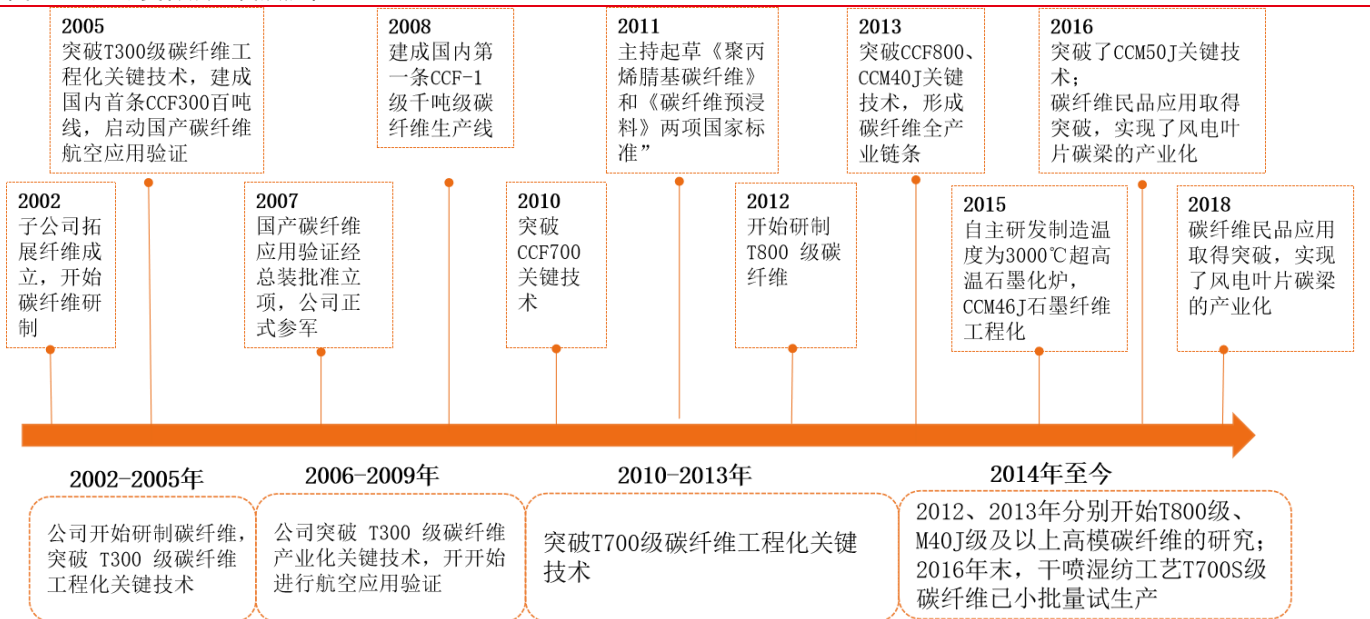 2005
突破T300级碳纤维工
程化关键技术，建成
国内首条CCF300百吨
线，启动国产碳纤维
航空应用验证
2008
建成国内第
一条CCF-1
级千吨级碳
纤维生产线
2011
主持起草《聚丙
烯腈基碳纤维》
和《碳纤维预浸
料》两项国家标
准”
2013
突破CCF800、
CCM40J关键
技术，形成
碳纤维全产
业链条
2016
突破了CCM50J关键技
术；
碳纤维民品应用取得
突破，实现了风电叶
片碳梁的产业化
2002
子公司拓
展纤维成
立，开始
碳纤维研
制
2007
国产碳纤维
应用验证经
总装批准立
项，公司正
式参军
2010
突破
CCF700
关键技
术
2012
开始研制
T800 级碳
纤维
2015
自主研发制造温
度为3000℃超高
温石墨化炉，
CCM46J石墨纤维
工程化
2018
碳纤维民品应用
取得突破，实现
了风电叶片碳梁
的产业化
2002-2005年
公司开始研制碳纤维，
突破 T300 级碳纤维
工程化关键技术
2006-2009年
公司突破 T300 级碳纤维
产业化关键技术，开开始
进行航空应用验证
2010-2013年
突破T700级碳纤维工程化关键
技术
2014年至今
2012、2013年分别开始T800级、
M40J级及以上高模碳纤维的研究；
2016年末，干喷湿纺工艺T700S级
碳纤维已小批量试生产